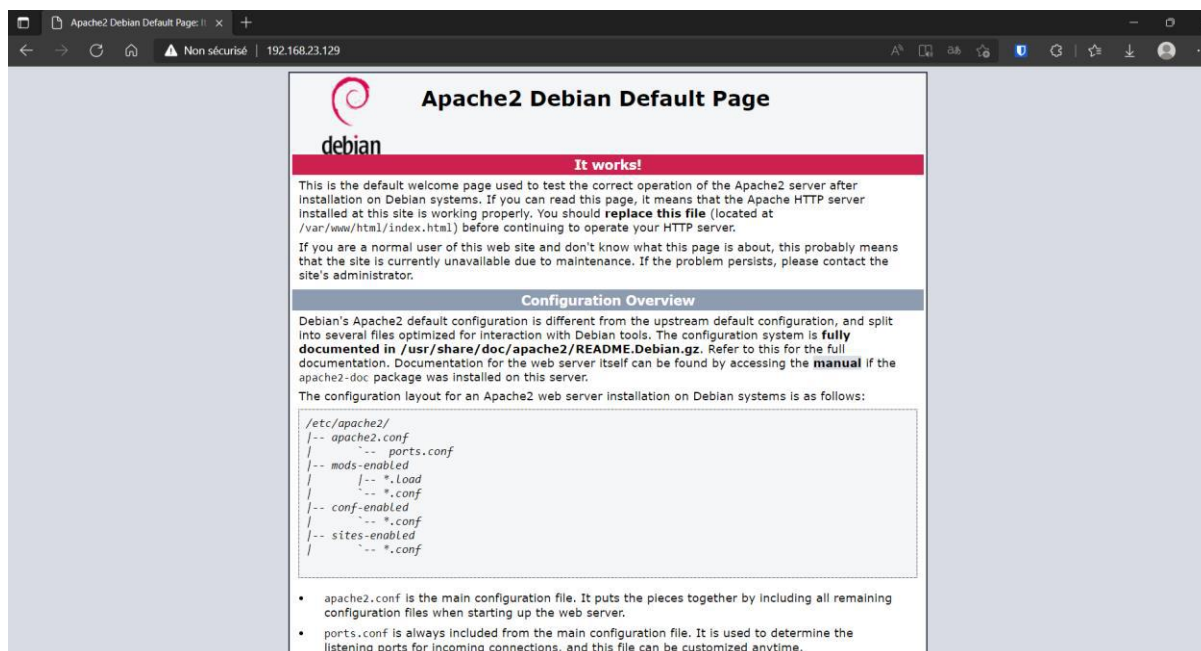 Apache2 Debian Default Page: It
Non sécurisé | 192.168.23.129
debian
Apache2 Debian Default Page
It works!
This is the default welcome page used to test the correct operation of the Apache2 server after
installation on Debian systems. If you can read this page, it means that the Apache HTTP server
installed at this site is working properly. You should replace this file (located at
/var/www/html/index.html) before continuing to operate your HTTP server.
If you are a normal user of this web site and don't know what this page is about, this probably means
that the site is currently unavailable due to maintenance. If the problem persists, please contact the
site's administrator.
Configuration Overview
Debian's Apache2 default configuration is different from the upstream default configuration, and split
into several files optimized for interaction with Debian tools. The configuration system is fully
documented in /usr/share/doc/apache2/README.Debian.gz. Refer to this for the full
documentation. Documentation for the web server itself can be found by accessing the manual if the
apache2-doc package was installed on this server.
The configuration layout for an Apache2 web server installation on Debian systems is as follows:
/etc/apache2/
|-- apache2.conf
|       `--  ports.conf
|-- mods-enabled
|       |-- *.load
|       `-- *.conf
|-- conf-enabled
|       `-- *.conf
|-- sites-enabled
|       `-- *.conf
• apache2.conf is the main configuration file. It puts the pieces together by including all remaining
configuration files when starting up the web server.
• ports.conf is always included from the main configuration file. It is used to determine the
listening ports for incoming connections, and this file can be customized anytime.